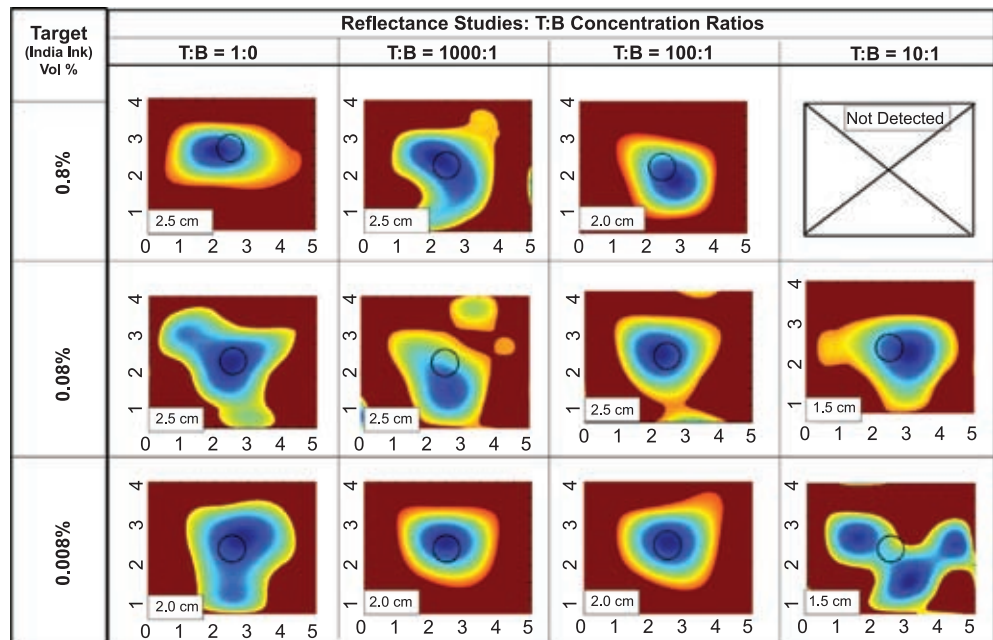 Target
(India Ink)
Vol %
Reflectance Studies: T:B Concentration Ratios
T:B = 1:0
T:B = 1000:1
T:B = 100:1
T:B = 10:1
0.8%
4
3
2
1
2.5 cm
0 1 2 3 4 5
4
3
2
1
2.5 cm
0 1 2 3 4 5
4
3
2
1
2.0 cm
0 1 2 3 4 5
Not Detected
0.08%
4
3
2
1
2.5 cm
0 1 2 3 4 5
4
3
2
1
2.5 cm
0 1 2 3 4 5
4
3
2
1
2.5 cm
0 1 2 3 4 5
4
3
2
1
1.5 cm
0 1 2 3 4 5
0.008%
4
3
2
1
2.0 cm
0 1 2 3 4 5
4
3
2
1
2.0 cm
0 1 2 3 4 5
4
3
2
1
2.0 cm
0 1 2 3 4 5
4
3
2
1
1.5 cm
0 1 2 3 4 5